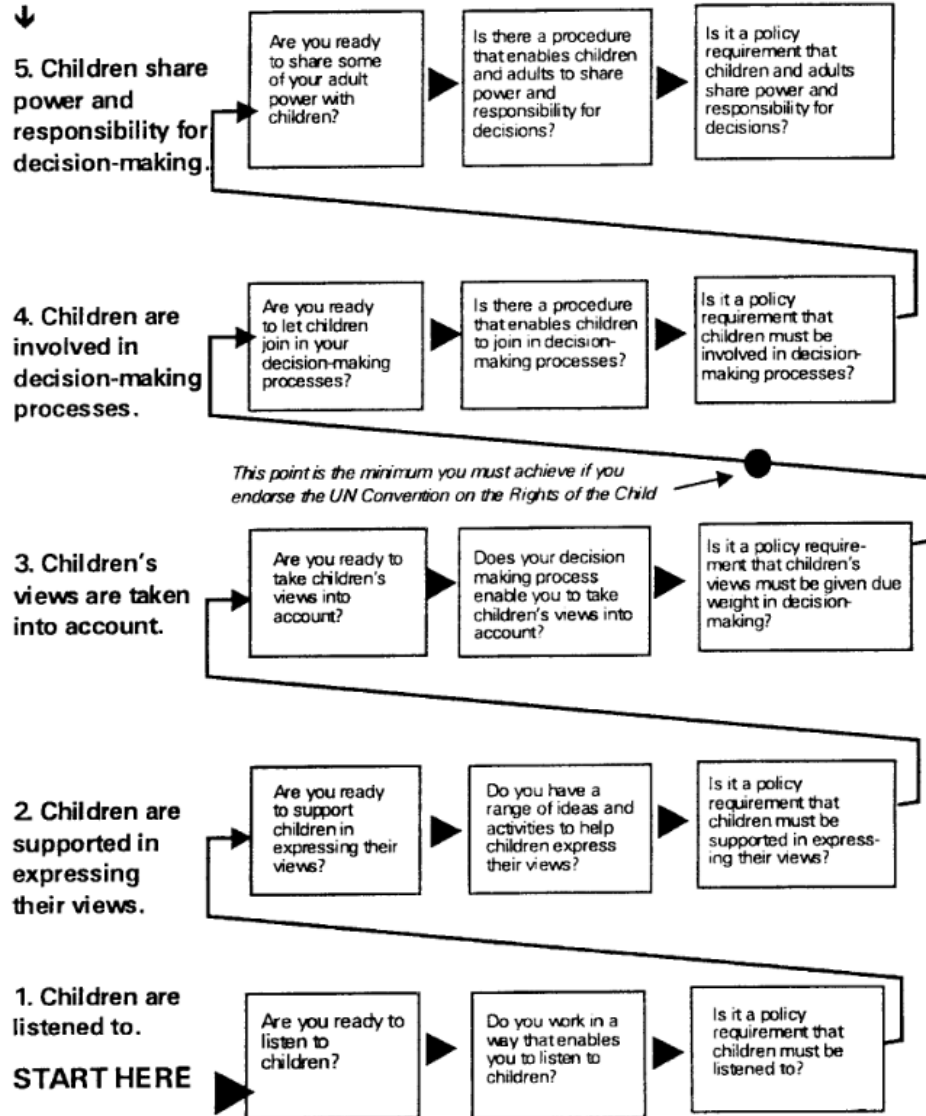 5. Children share
power and
responsibility for
decision-making.
Are you ready
to share some
of your adult
power with
children?
Is there a procedure
that enables children
and adults to share
power and
responsibility for
decisions?
Is it a policy
requirement that
children and adults
share power and
responsibility for
decisions?
4. Children are
involved in
decision-making
processes.
Are you ready
to let children
join in your
decision-making
processes?
Is there a procedure
that enables children
to join in decision-
making processes?
Is it a policy
requirement that
children must be
involved in decision-
making processes?
This point is the minimum you must achieve if you
endorse the UN Convention on the Rights of the Child
3. Children's
views are taken
into account.
Are you ready to
take children's
views into
account?
Does your decision
making process
enable you to take
children's views into
account?
Is it a policy require-
ment that children's
views must be given due
weight in decision-
making?
2. Children are
supported in
expressing
their views.
Are you ready
to support
children in
expressing their
views?
Do you have a
range of ideas and
activities to help
children express
their views?
Is it a policy
requirement that
children must be
supported in express-
ing their views?
1. Children are
listened to.
START HERE
Are you ready to
listen to
children?
Do you work in a
way that enables
you to listen to
children?
Is it a policy
requirement that
children must be
listened to?